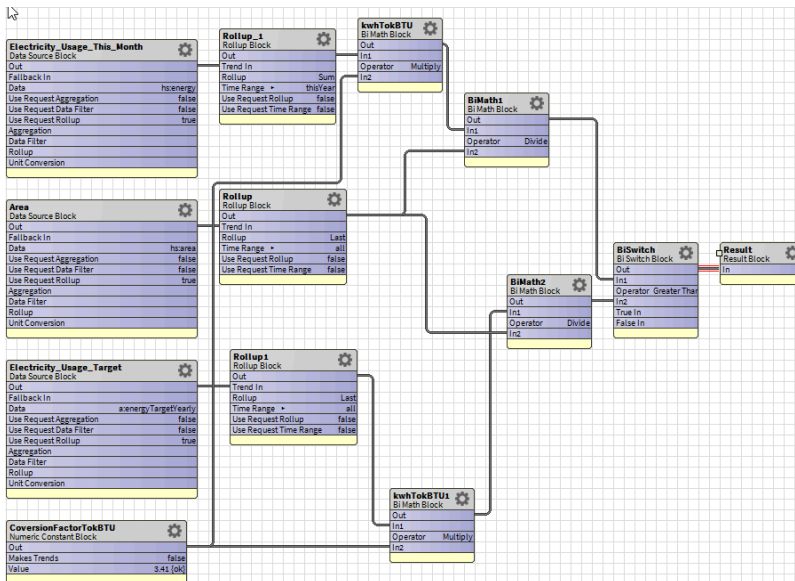 Electricity_Usage_This_Month
Data Source Block
Out
Fallback In
Data hs:energy
Use Request Aggregation false
Use Request Data Filter false
Use Request Rollup true
Aggregation
Data Filter
Rollup
Unit Conversion
Rollup_1
Rollup Block
Out
Trend In
Rollup Sum
Time Range ▸ thisYear
Use Request Rollup false
Use Request Time Range false
kwhTokBTU
Bi Math Block
Out
In1
Operator Multiply
In2
BiMath1
Bi Math Block
Out
In1
Operator Divide
In2
Area
Data Source Block
Out
Fallback In
Data hs:area
Use Request Aggregation false
Use Request Data Filter false
Use Request Rollup true
Aggregation
Data Filter
Rollup
Unit Conversion
Rollup
Rollup Block
Out
Trend In
Rollup Last
Time Range ▸ all
Use Request Rollup false
Use Request Time Range false
BiMath2
Bi Math Block
Out
In1
Operator Divide
In2
BiSwitch
Bi Switch Block
Out
In1
Operator Greater Than
In2
True In
False In
Result
Result Block
In
Electricity_Usage_Target
Data Source Block
Out
Fallback In
Data a:energyTargetYearly
Use Request Aggregation false
Use Request Data Filter false
Use Request Rollup true
Aggregation
Data Filter
Rollup
Unit Conversion
Rollup1
Rollup Block
Out
Trend In
Rollup Last
Time Range ▸ all
Use Request Rollup false
Use Request Time Range false
kwhTokBTU1
Bi Math Block
Out
In1
Operator Multiply
In2
CoversionFactorTokBTU
Numeric Constant Block
Out
Makes Trends false
Value 3.41 {ok}